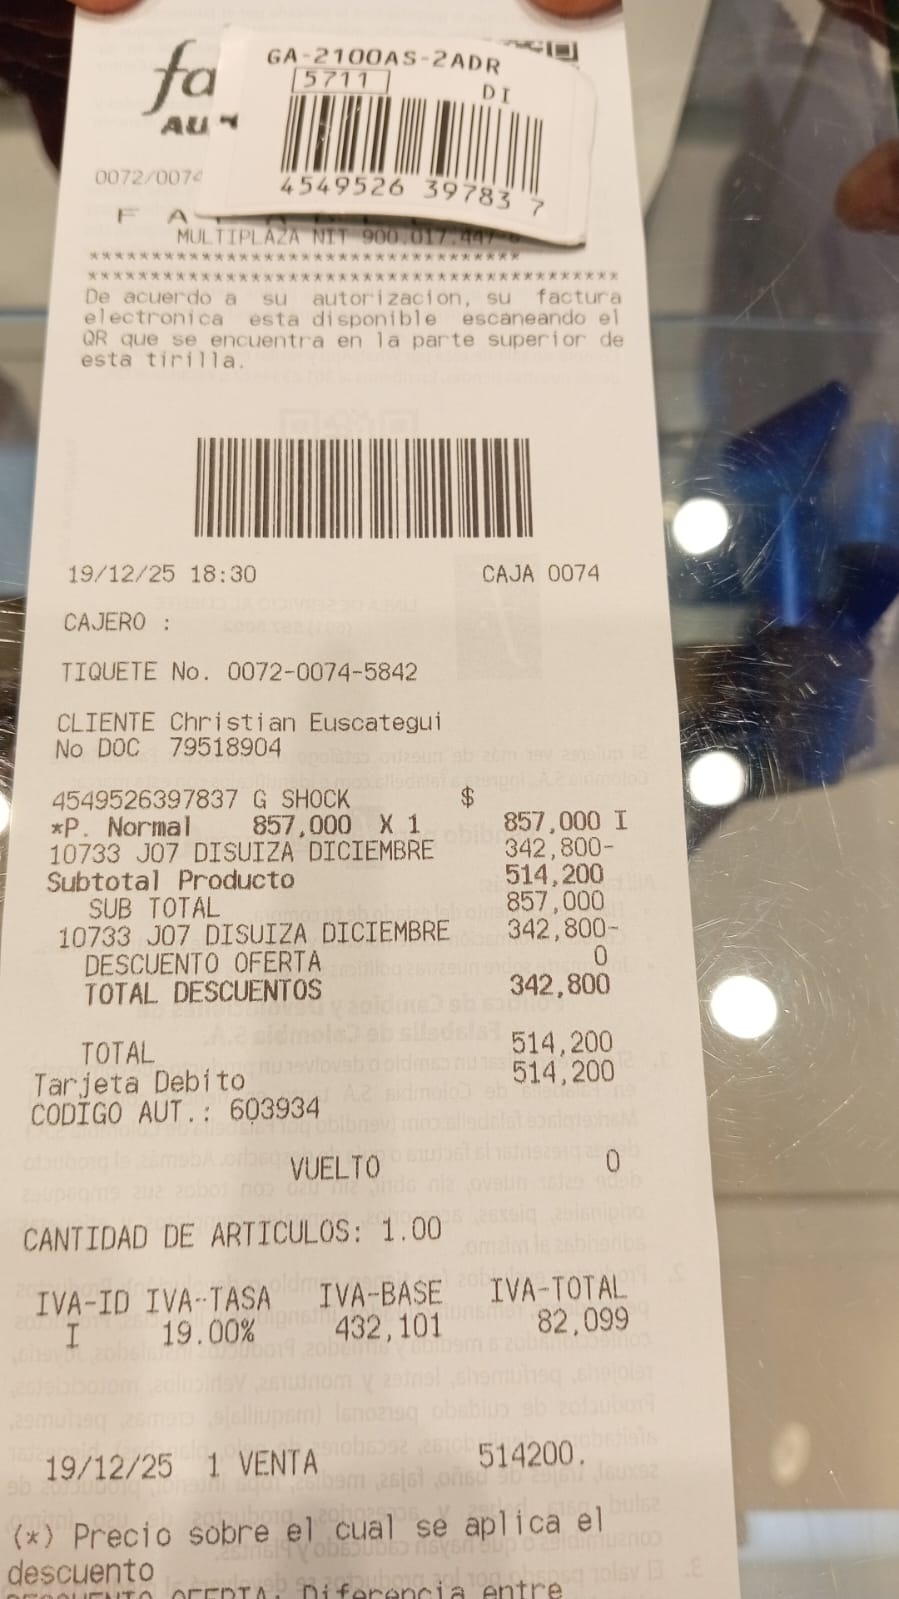 GA-2100AS-2ADR
5711
DI
4549526 39783 7
fa
AU
0072/0074
F A
MULTIPLAZA NIT 900.017.447-8
***********************************
******************************************
De acuerdo a su autorizacion, su factura
electronica esta disponible escaneando el
QR que se encuentra en la parte superior de
esta tirilla.
19/12/25 18:30 CAJA 0074
CAJERO :
TIQUETE No. 0072-0074-5842
CLIENTE Christian Euscategui
No DOC 79518904
4549526397837 G SHOCK $
*P. Normal 857,000 X 1 857,000 I
10733 J07 DISUIZA DICIEMBRE 342,800-
Subtotal Producto 514,200
SUB TOTAL 857,000
10733 J07 DISUIZA DICIEMBRE 342,800-
DESCUENTO OFERTA 0
TOTAL DESCUENTOS 342,800
TOTAL 514,200
Tarjeta Debito 514,200
CODIGO AUT.: 603934
VUELTO 0
CANTIDAD DE ARTICULOS: 1.00
IVA-ID IVA-TASA IVA-BASE IVA-TOTAL
I 19.00% 432,101 82,099
19/12/25 1 VENTA 514200.
(*) Precio sobre el cual se aplica el
descuento
DESCUENTO OFERTA: Diferencia entre